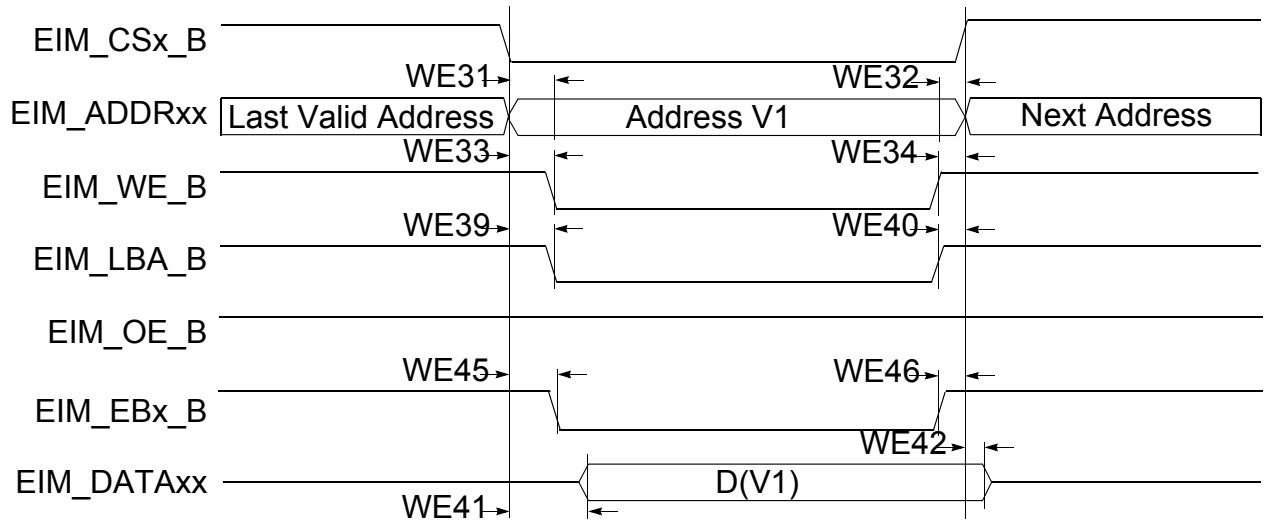 EIM_CSx_B
WE31 WE32
EIM_ADDRxx Last Valid Address Address V1 Next Address
WE33 WE34
EIM_WE_B
WE39 WE40
EIM_LBA_B
EIM_OE_B
WE45 WE46
EIM_EBx_B
WE42
EIM_DATAxx D(V1)
WE41